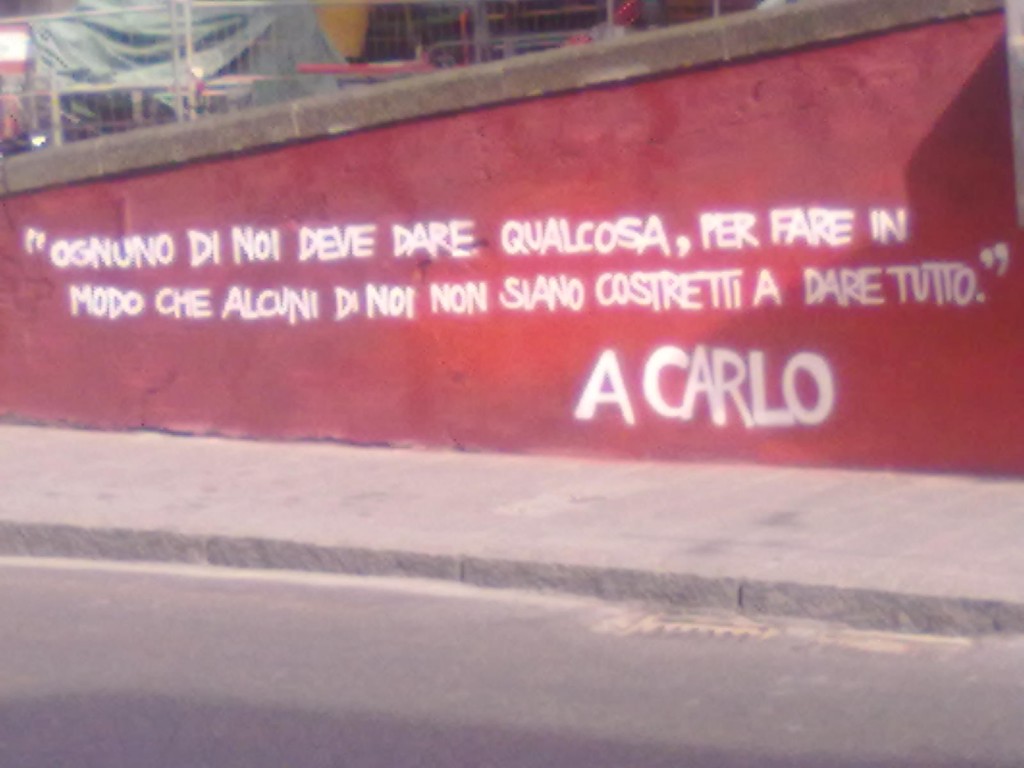 "OGNUNO DI NOI DEVE DARE QUALCOSA, PER FARE IN
MODO CHE ALCUNI DI NOI NON SIANO COSTRETTI A DARE TUTTO."
A CARLO